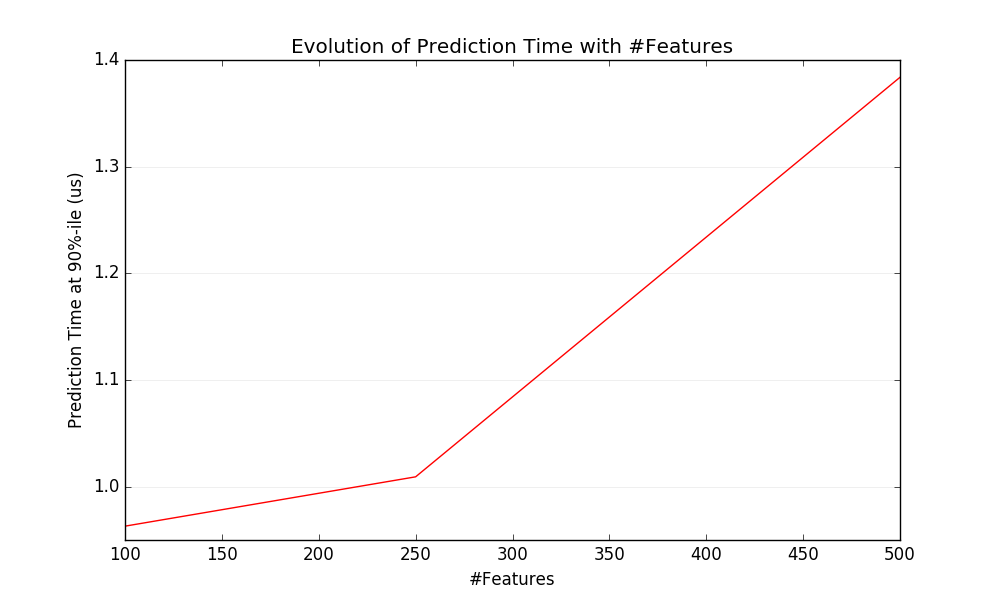 Evolution of Prediction Time with #Features
1.4
1.3
1.2
1.1
1.0
Prediction Time at 90%-ile (us)
100 150 200 250 300 350 400 450 500
#Features